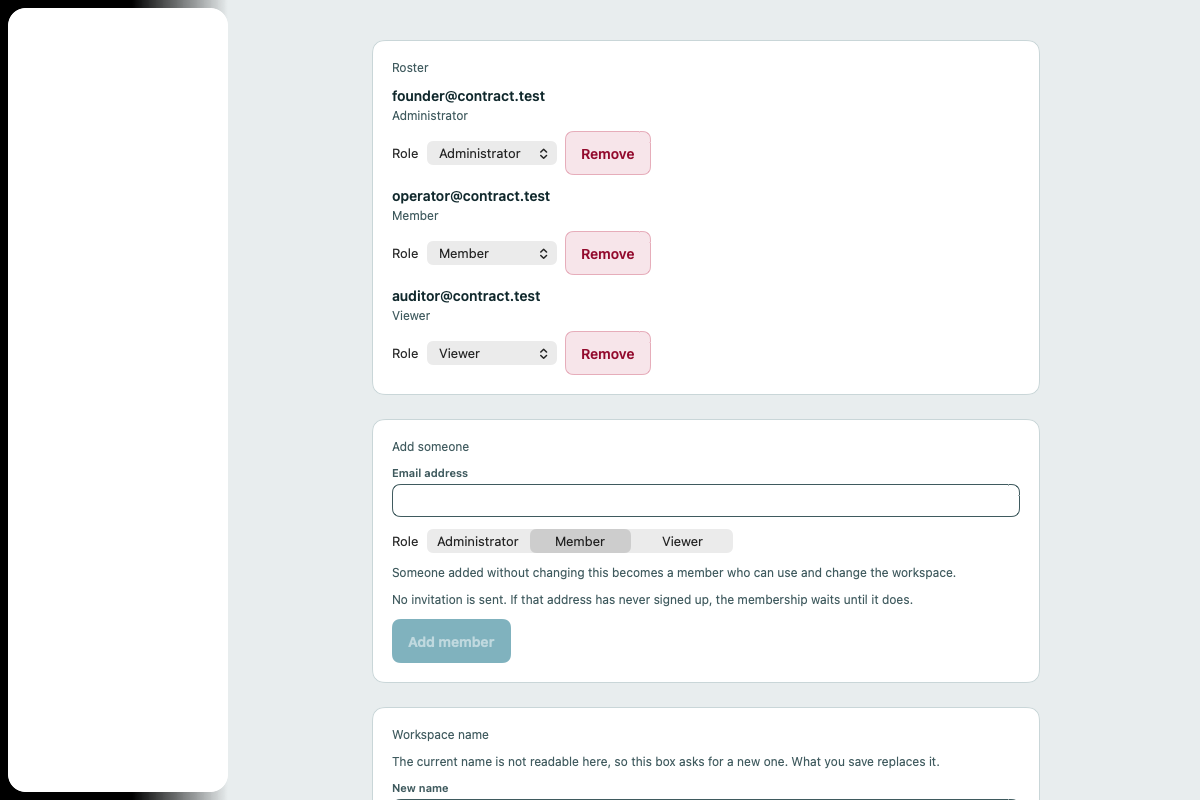 Roster
founder@contract.test
Administrator
Role Administrator Remove
operator@contract.test
Member
Role Member Remove
auditor@contract.test
Viewer
Role Viewer Remove
Add someone
Email address
Role Administrator Member Viewer
Someone added without changing this becomes a member who can use and change the workspace.
No invitation is sent. If that address has never signed up, the membership waits until it does.
Add member
Workspace name
The current name is not readable here, so this box asks for a new one. What you save replaces it.
New name